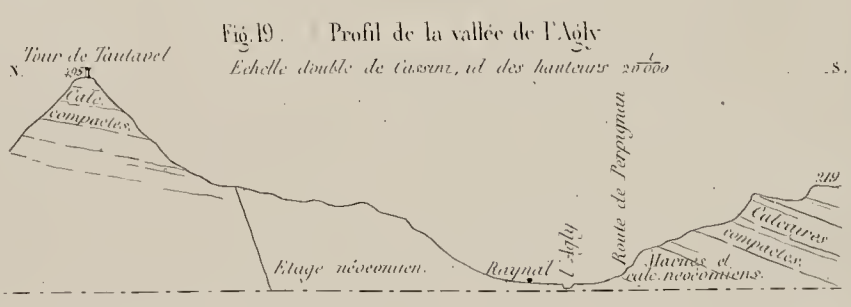 Fig. 19. Profil de la vallée de l'Agly
Tour de Tautavel
N.
Echelle double de Cassini, id des hauteurs 1/20000
S.
Calc.
compactes.
Route de Perpignan
219
Calcaires
compactes.
l'Agly
Etage néocomien.
Raynal
Marnes et
calc. néocomiens.